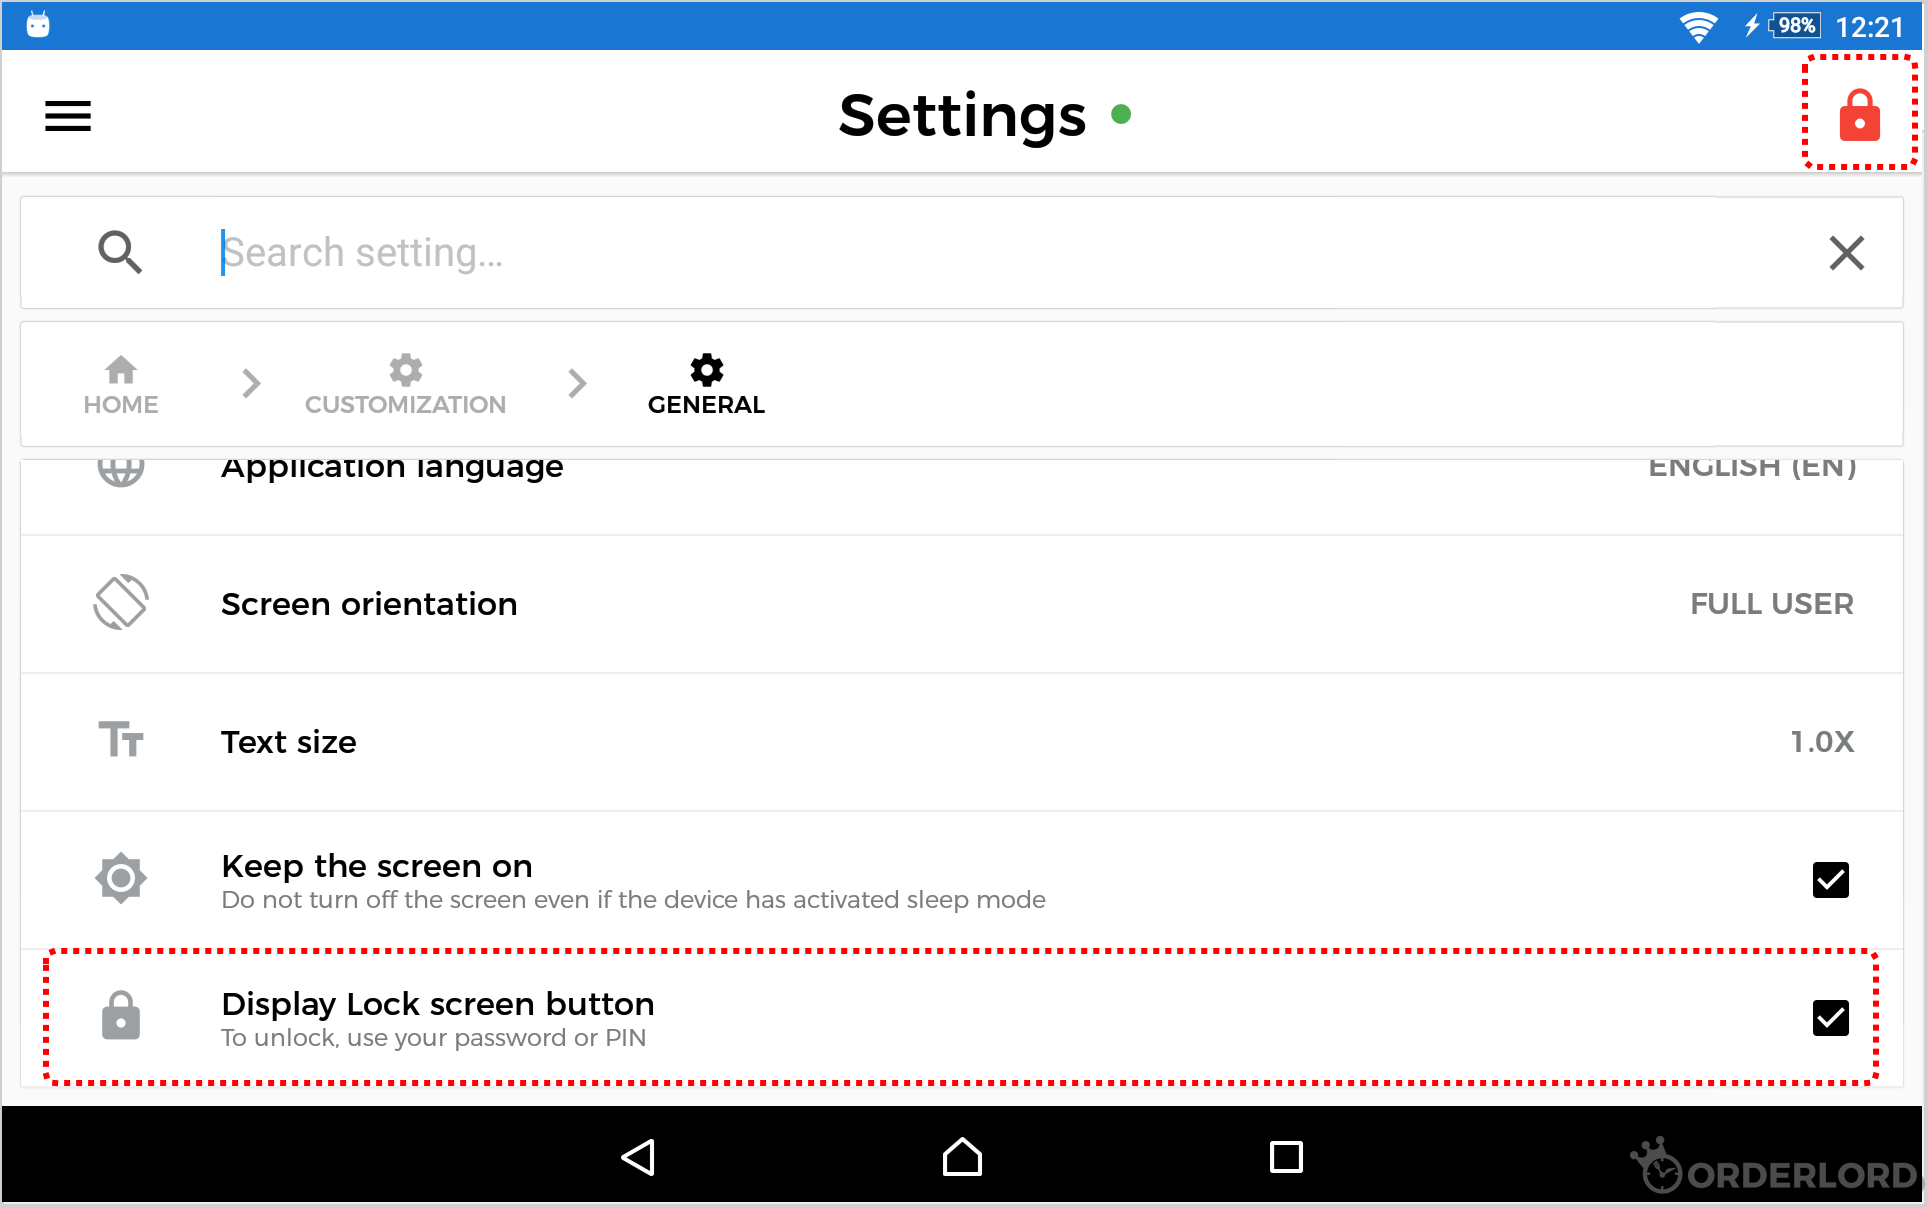 98% 12:21
Settings
Search setting...
HOME CUSTOMIZATION GENERAL
Application language ENGLISH (EN)
Screen orientation FULL USER
Text size 1.0X
Keep the screen on
Do not turn off the screen even if the device has activated sleep mode
Display Lock screen button
To unlock, use your password or PIN
ORDERLORD